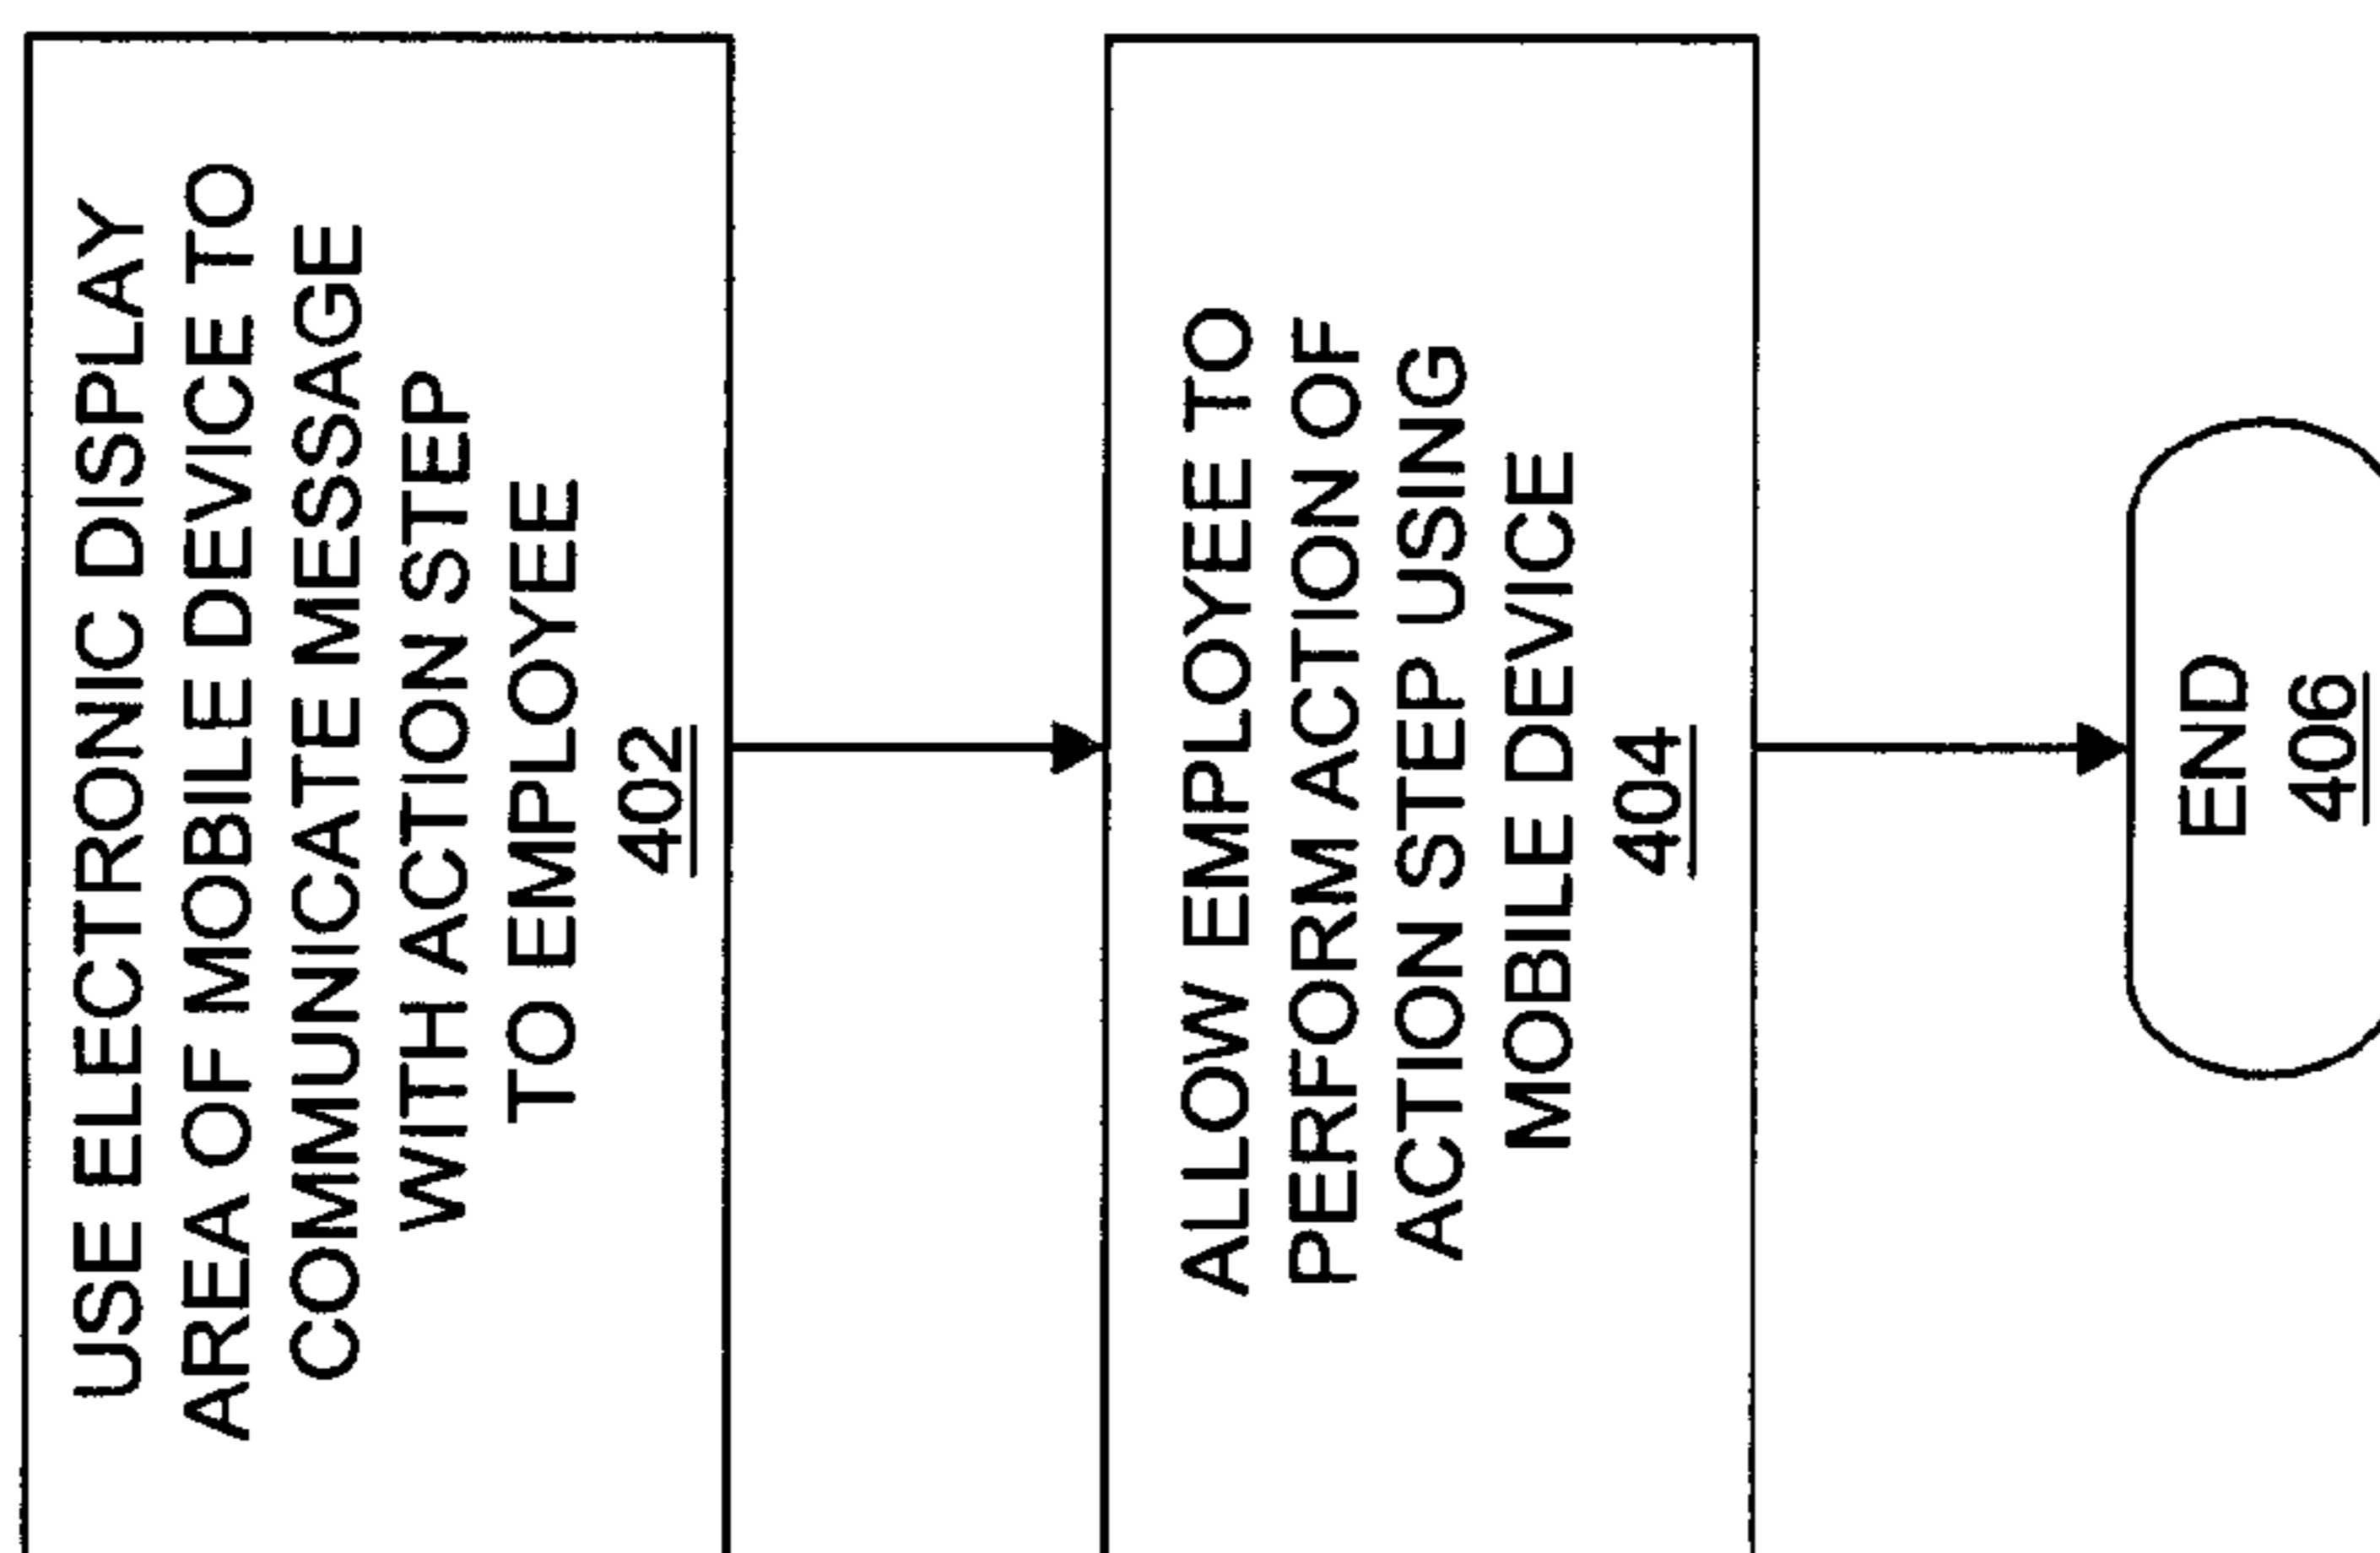 USE ELECTRONIC DISPLAY
AREA OF MOBILE DEVICE TO
COMMUNICATE MESSAGE
WITH ACTION STEP
TO EMPLOYEE
402
ALLOW EMPLOYEE TO
PERFORM ACTION OF
ACTION STEP USING
MOBILE DEVICE
404
END
406